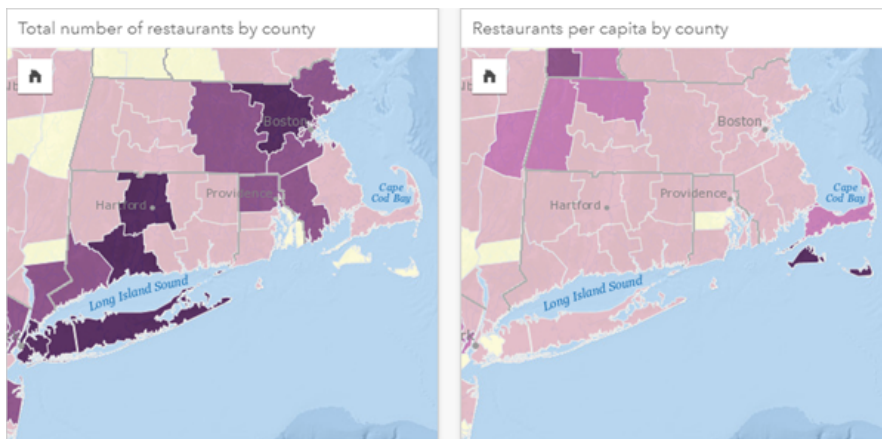 Total number of restaurants by county
Restaurants per capita by county
Boston
Hartford
Providence
Cape
Cod Bay
Long Island Sound
Boston
Hartford
Providence
Cape
Cod Bay
Long Island Sound